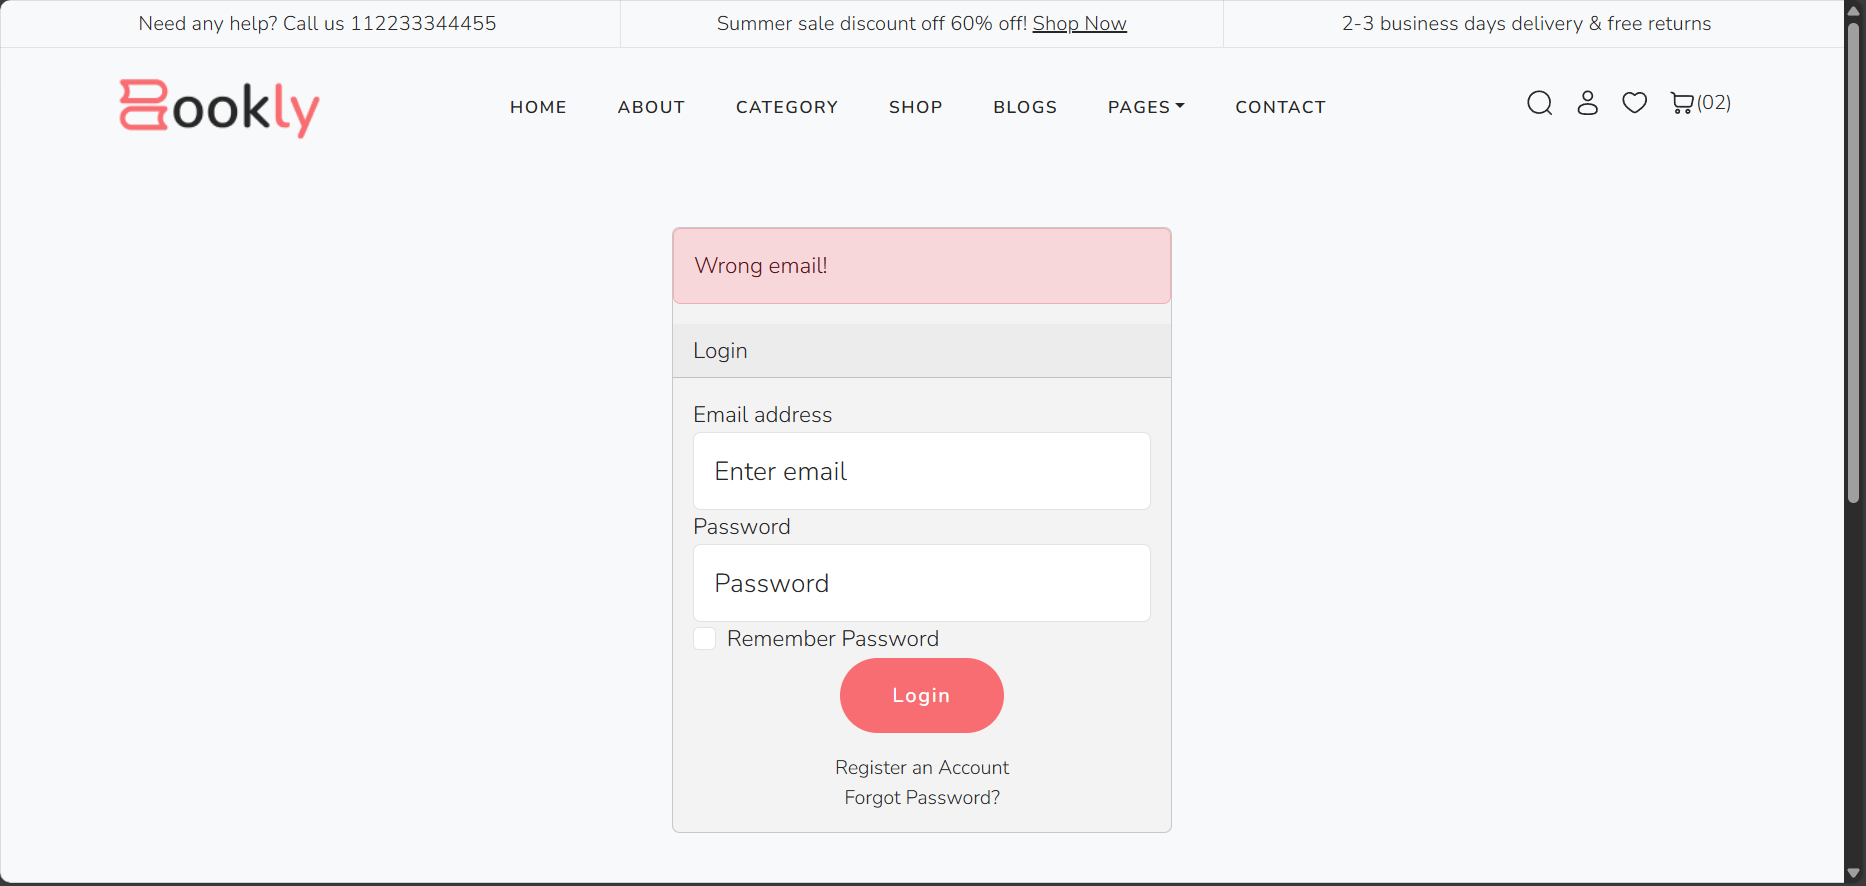 Need any help? Call us 112233344455
Summer sale discount off 60% off! Shop Now
2-3 business days delivery & free returns
Bookly
HOME
ABOUT
CATEGORY
SHOP
BLOGS
PAGES
CONTACT
(02)
Wrong email!
Login
Email address
Enter email
Password
Password
Remember Password
Login
Register an Account
Forgot Password?